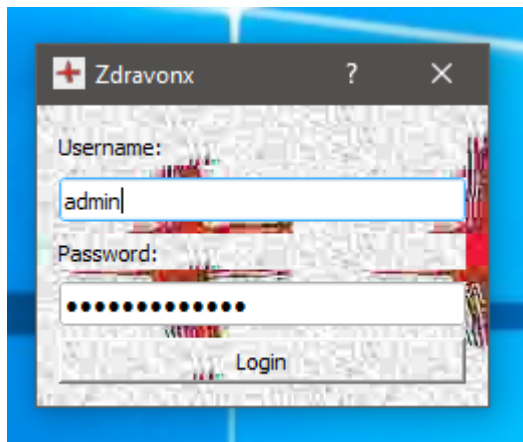 Zdravonx
Username:
admin
Password:
•••••••••••••
Login